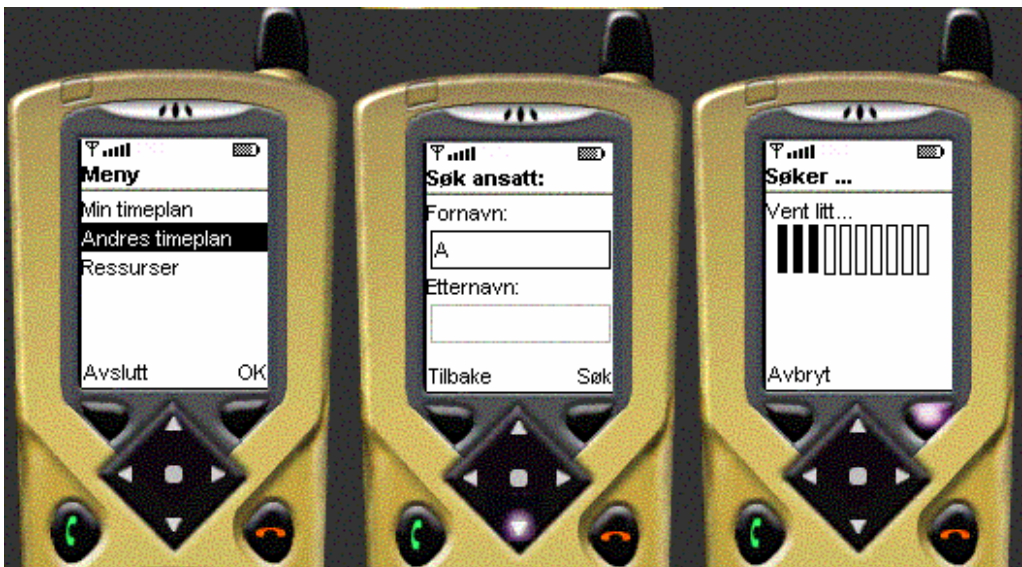 Meny
Min timeplan
Andres timeplan
Ressurser
Avslutt OK
Søk ansatt:
Fornavn:
A
Etternavn:
Tilbake Søk
Søker ...
Vent litt...
Avbryt